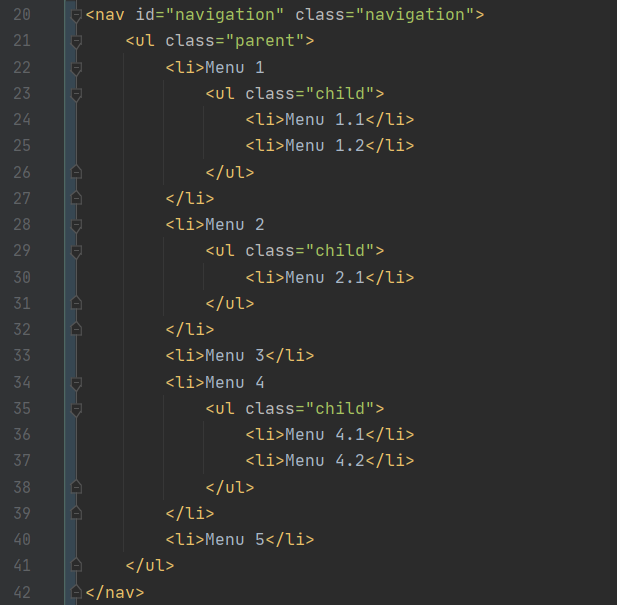 20 <nav id="navigation" class="navigation">
21     <ul class="parent">
22         <li>Menu 1
23             <ul class="child">
24                 <li>Menu 1.1</li>
25                 <li>Menu 1.2</li>
26             </ul>
27         </li>
28         <li>Menu 2
29             <ul class="child">
30                 <li>Menu 2.1</li>
31             </ul>
32         </li>
33         <li>Menu 3</li>
34         <li>Menu 4
35             <ul class="child">
36                 <li>Menu 4.1</li>
37                 <li>Menu 4.2</li>
38             </ul>
39         </li>
40         <li>Menu 5</li>
41     </ul>
42 </nav>